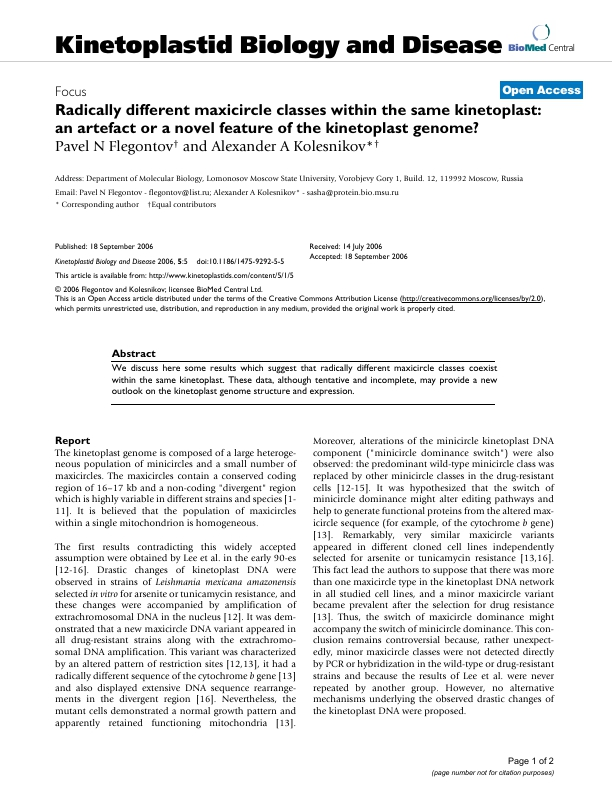 Kinetoplastid Biology and Disease
BioMed Central
Focus
Open Access
Radically different maxicircle classes within the same kinetoplast:
an artefact or a novel feature of the kinetoplast genome?
Pavel N Flegontov† and Alexander A Kolesnikov*†
Address: Department of Molecular Biology, Lomonosov Moscow State University, Vorobjevy Gory 1, Build. 12, 119992 Moscow, Russia
Email: Pavel N Flegontov - flegontov@list.ru; Alexander A Kolesnikov* - sasha@protein.bio.msu.ru
* Corresponding author †Equal contributors
Published: 18 September 2006
Kinetoplastid Biology and Disease 2006, 5:5 doi:10.1186/1475-9292-5-5
This article is available from: http://www.kinetoplastids.com/content/5/1/5
Received: 14 July 2006
Accepted: 18 September 2006
© 2006 Flegontov and Kolesnikov; licensee BioMed Central Ltd.
This is an Open Access article distributed under the terms of the Creative Commons Attribution License (http://creativecommons.org/licenses/by/2.0),
which permits unrestricted use, distribution, and reproduction in any medium, provided the original work is properly cited.
Abstract
We discuss here some results which suggest that radically different maxicircle classes coexist
within the same kinetoplast. These data, although tentative and incomplete, may provide a new
outlook on the kinetoplast genome structure and expression.
Report
The kinetoplast genome is composed of a large heteroge-
neous population of minicircles and a small number of
maxicircles. The maxicircles contain a conserved coding
region of 16–17 kb and a non-coding "divergent" region
which is highly variable in different strains and species [1-
11]. It is believed that the population of maxicircles
within a single mitochondrion is homogeneous.
The first results contradicting this widely accepted
assumption were obtained by Lee et al. in the early 90-es
[12-16]. Drastic changes of kinetoplast DNA were
observed in strains of Leishmania mexicana amazonensis
selected in vitro for arsenite or tunicamycin resistance, and
these changes were accompanied by amplification of
extrachromosomal DNA in the nucleus [12]. It was dem-
onstrated that a new maxicircle DNA variant appeared in
all drug-resistant strains along with the extrachromo-
somal DNA amplification. This variant was characterized
by an altered pattern of restriction sites [12,13], it had a
radically different sequence of the cytochrome b gene [13]
and also displayed extensive DNA sequence rearrange-
ments in the divergent region [16]. Nevertheless, the
mutant cells demonstrated a normal growth pattern and
apparently retained functioning mitochondria [13].
Moreover, alterations of the minicircle kinetoplast DNA
component ("minicircle dominance switch") were also
observed: the predominant wild-type minicircle class was
replaced by other minicircle classes in the drug-resistant
cells [12-15]. It was hypothesized that the switch of
minicircle dominance might alter editing pathways and
help to generate functional proteins from the altered max-
icircle sequence (for example, of the cytochrome b gene)
[13]. Remarkably, very similar maxicircle variants
appeared in different cloned cell lines independently
selected for arsenite or tunicamycin resistance [13,16].
This fact lead the authors to suppose that there was more
than one maxicircle type in the kinetoplast DNA network
in all studied cell lines, and a minor maxicircle variant
became prevalent after the selection for drug resistance
[13]. Thus, the switch of maxicircle dominance might
accompany the switch of minicircle dominance. This con-
clusion remains controversial because, rather unexpect-
edly, minor maxicircle classes were not detected directly
by PCR or hybridization in the wild-type or drug-resistant
strains and because the results of Lee et al. were never
repeated by another group. However, no alternative
mechanisms underlying the observed drastic changes of
the kinetoplast DNA were proposed.
Page 1 of 2
(page number not for citation purposes)